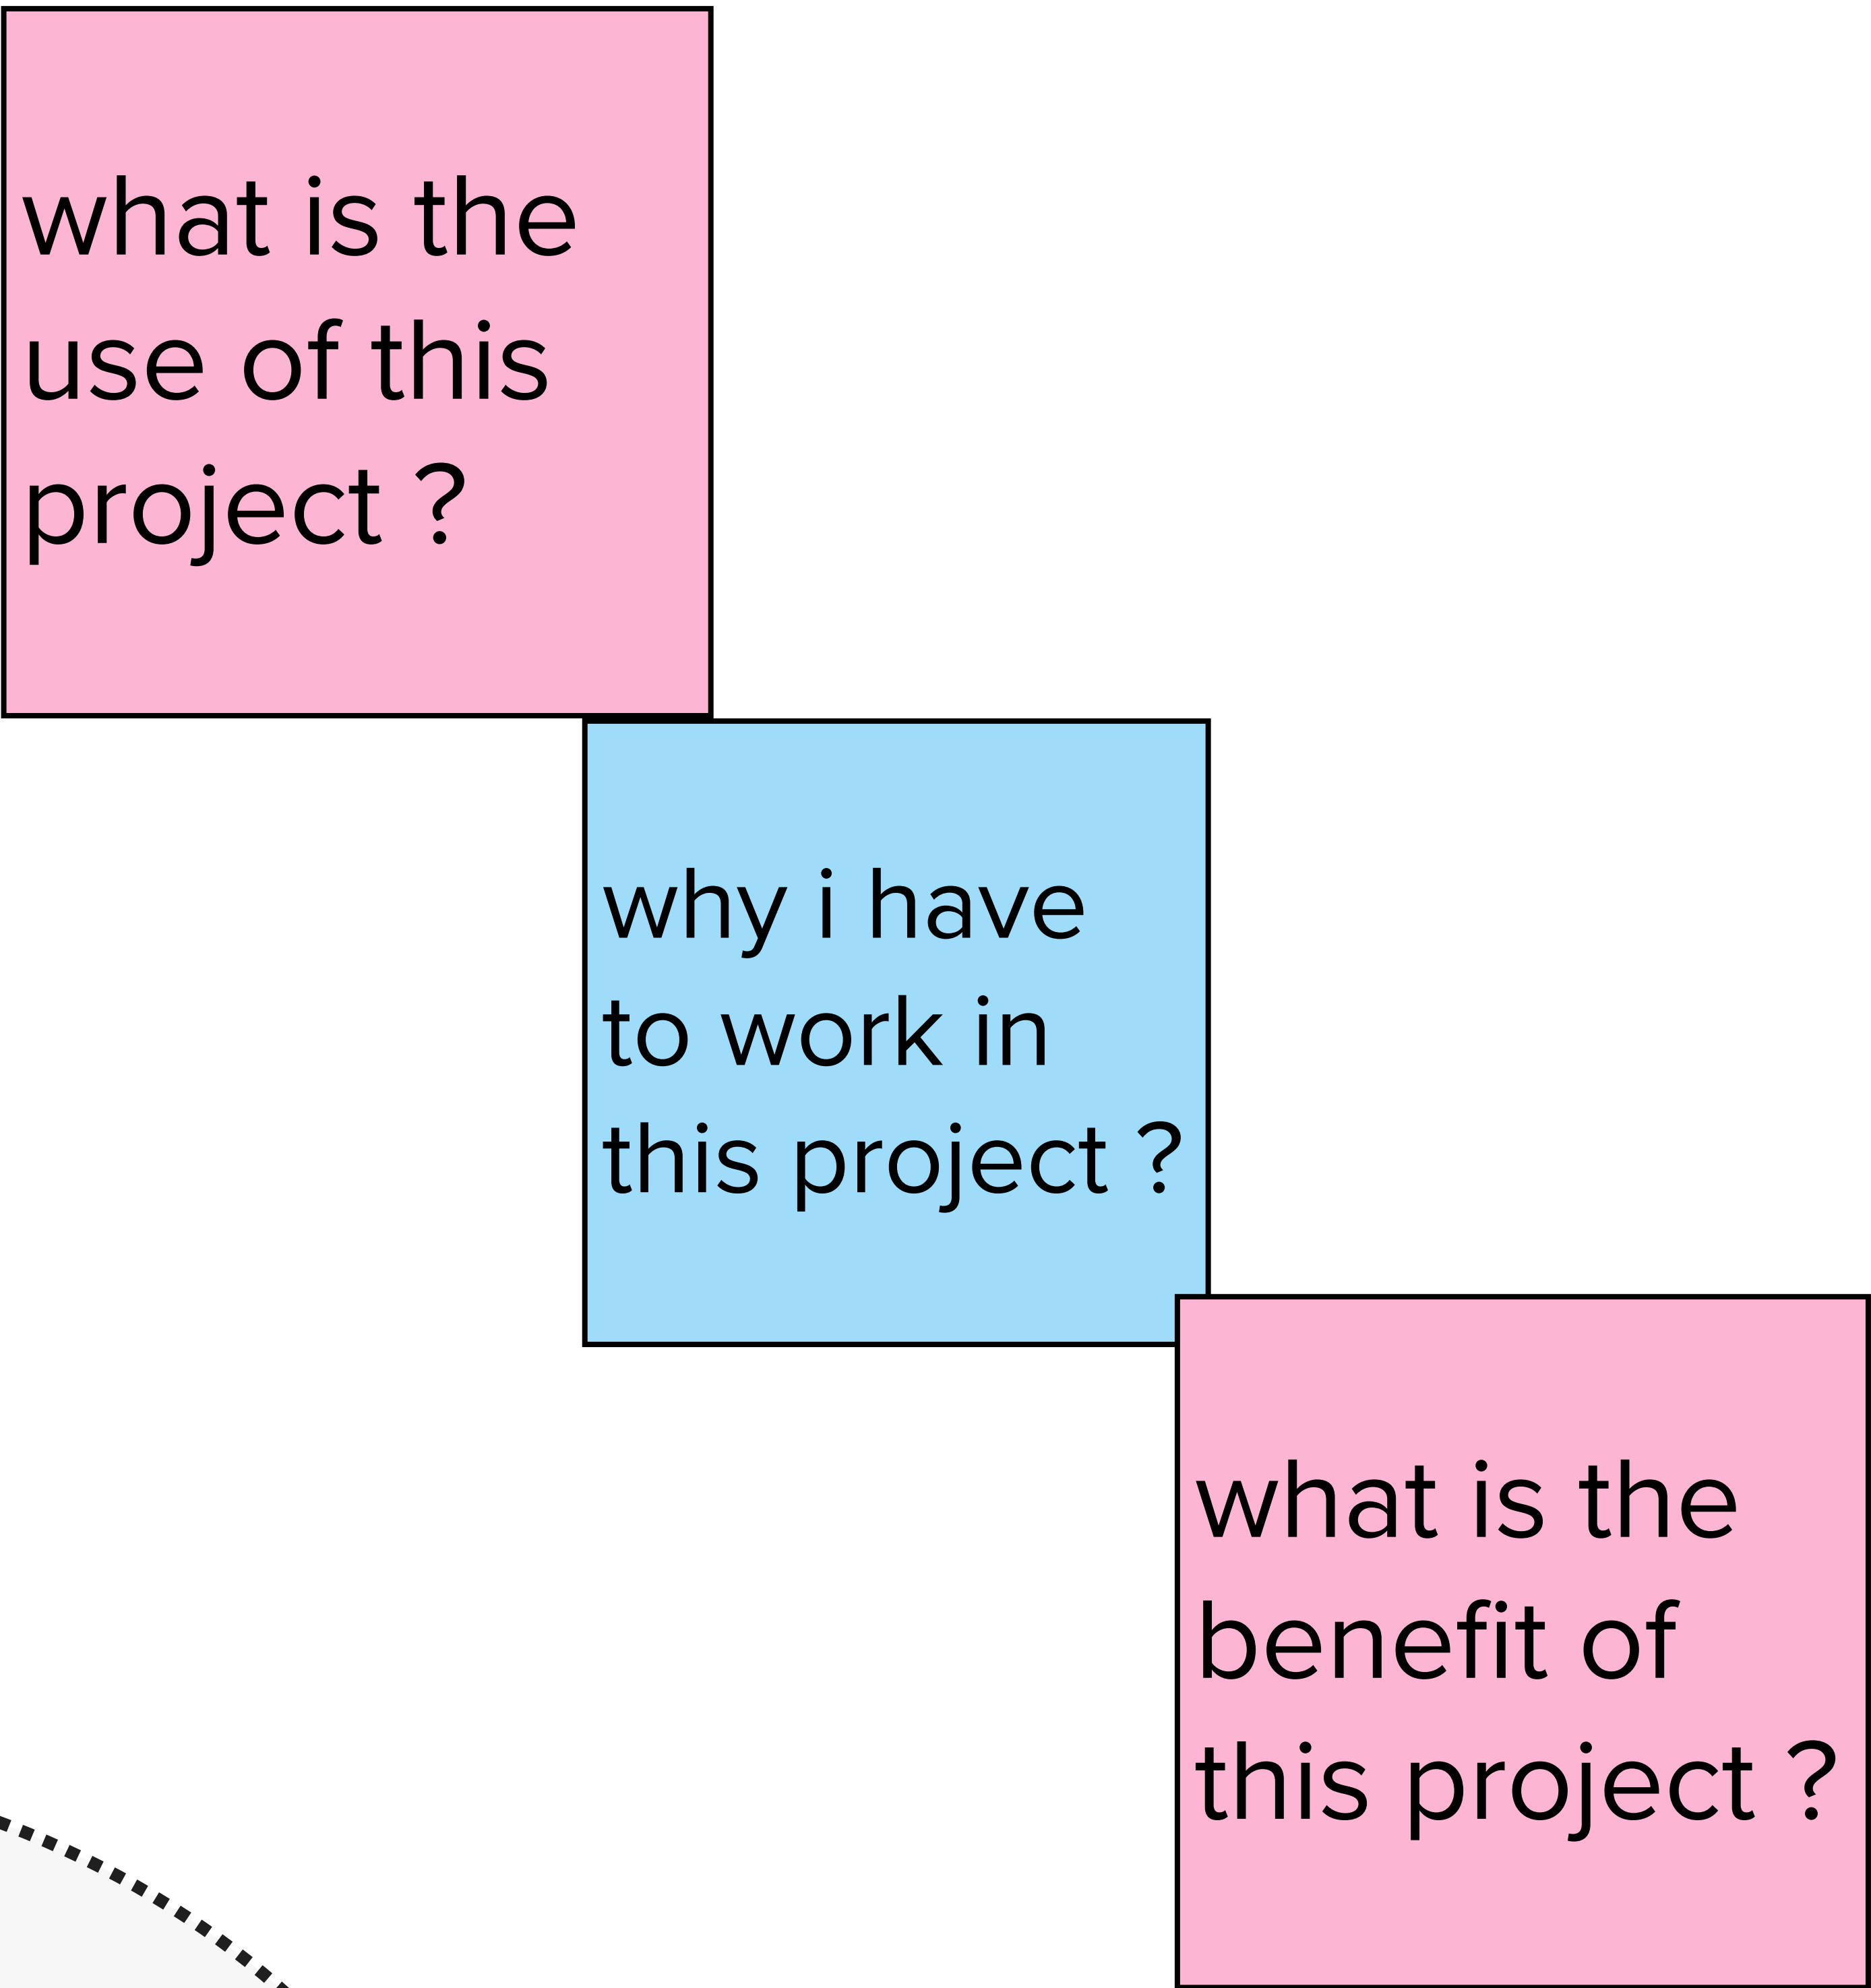 what is the
use of this
project ?
why i have
to work in
this project ?
what is the
benefit of
this project ?